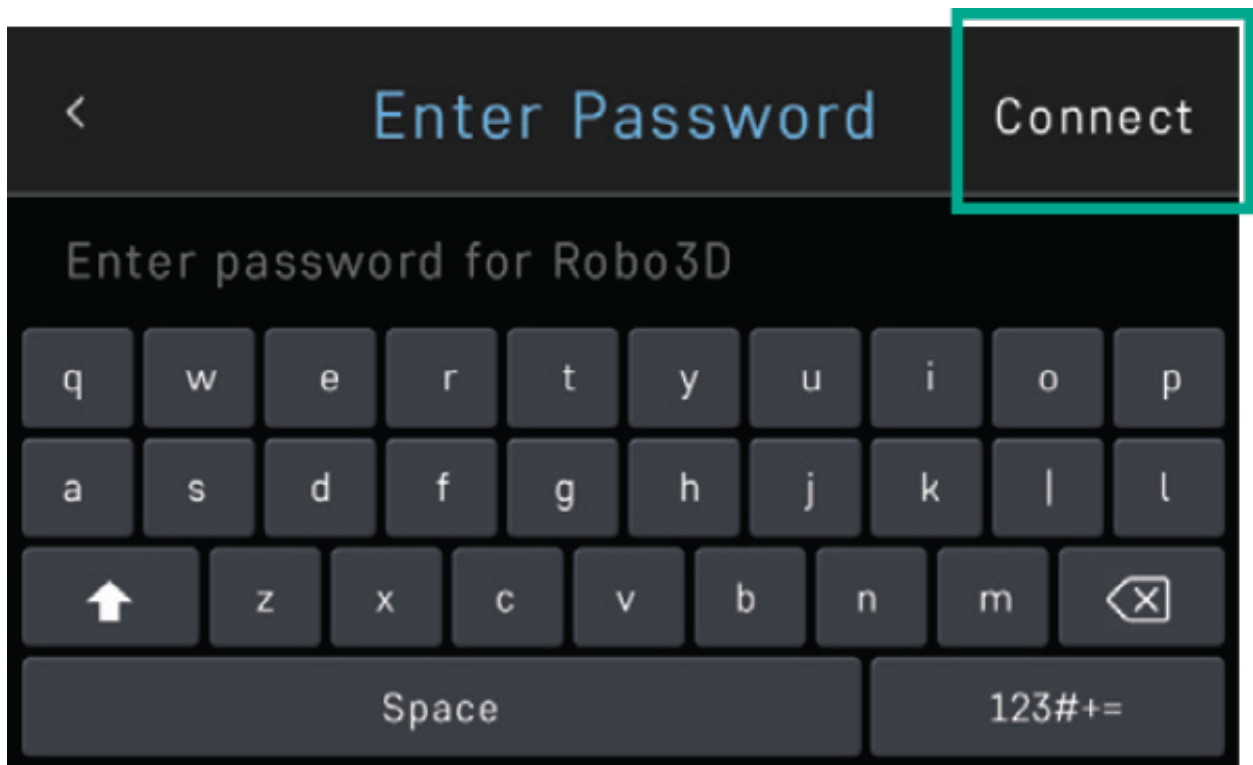 < Enter Password Connect
Enter password for Robo3D
q w e r t y u i o p
a s d f g h j k | l
z x c v b n m
Space 123#+=